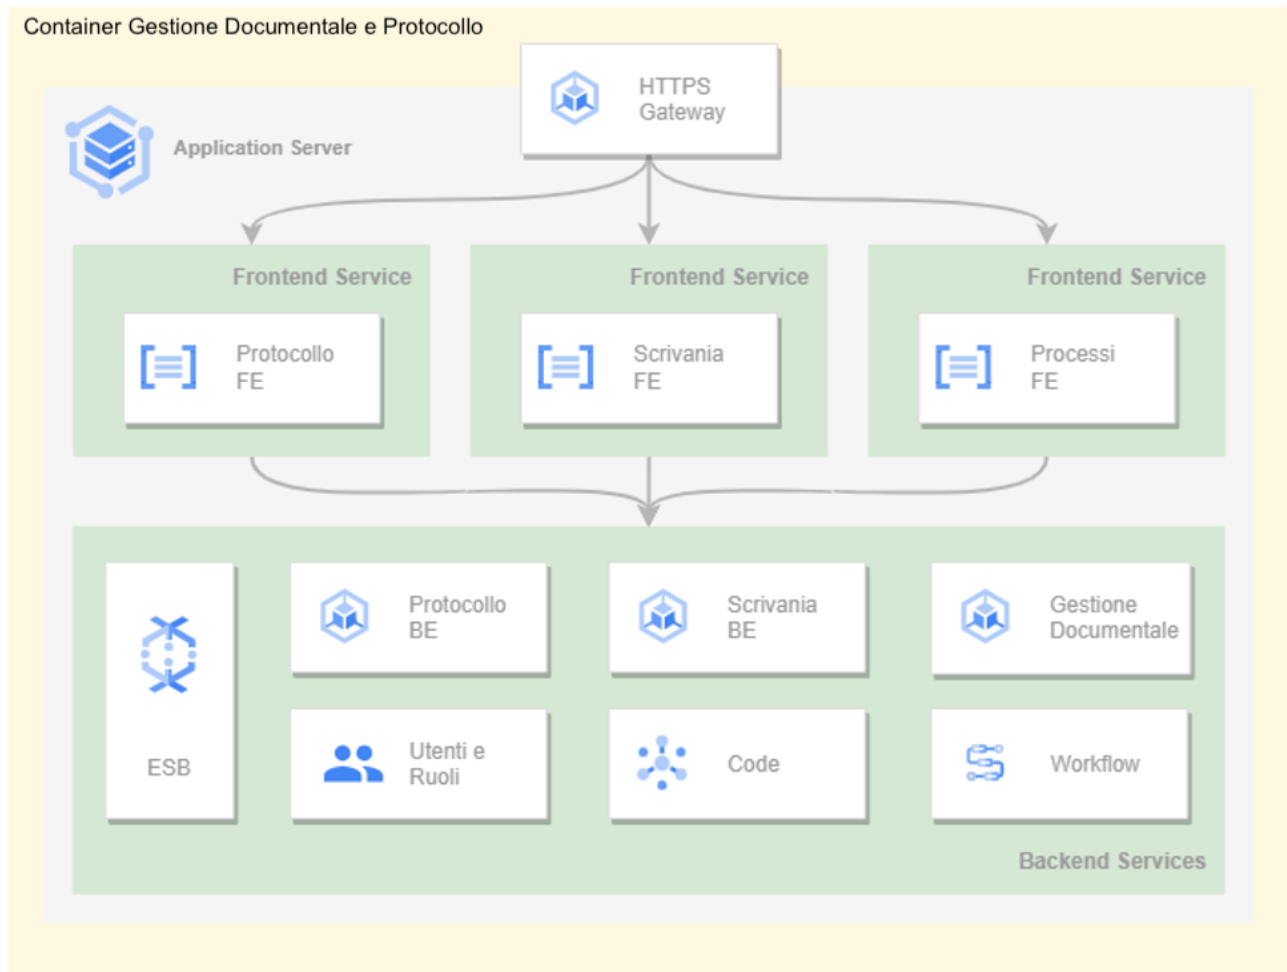 Container Gestione Documentale e Protocollo
HTTPS
Gateway
Application Server
Frontend Service
Protocollo
FE
Frontend Service
Scrivania
FE
Frontend Service
Processi
FE
ESB
Protocollo
BE
Scrivania
BE
Gestione
Documentale
Utenti e
Ruoli
Code
Workflow
Backend Services